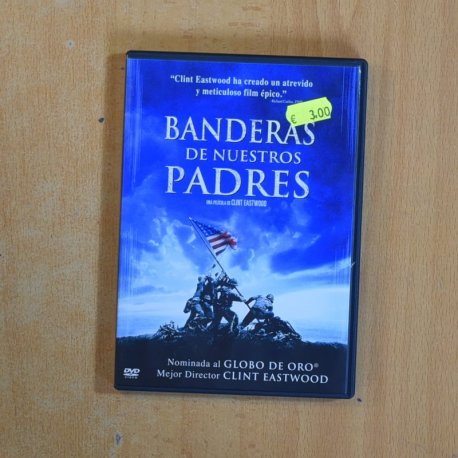 “Clint Eastwood ha creado un atrevido
y meticuloso film épico.”
€ 3.00
BANDERAS
DE NUESTROS
PADRES
UNA PELÍCULA DE CLINT EASTWOOD
Nominada al GLOBO DE ORO®
Mejor Director CLINT EASTWOOD
DVD
VIDEO